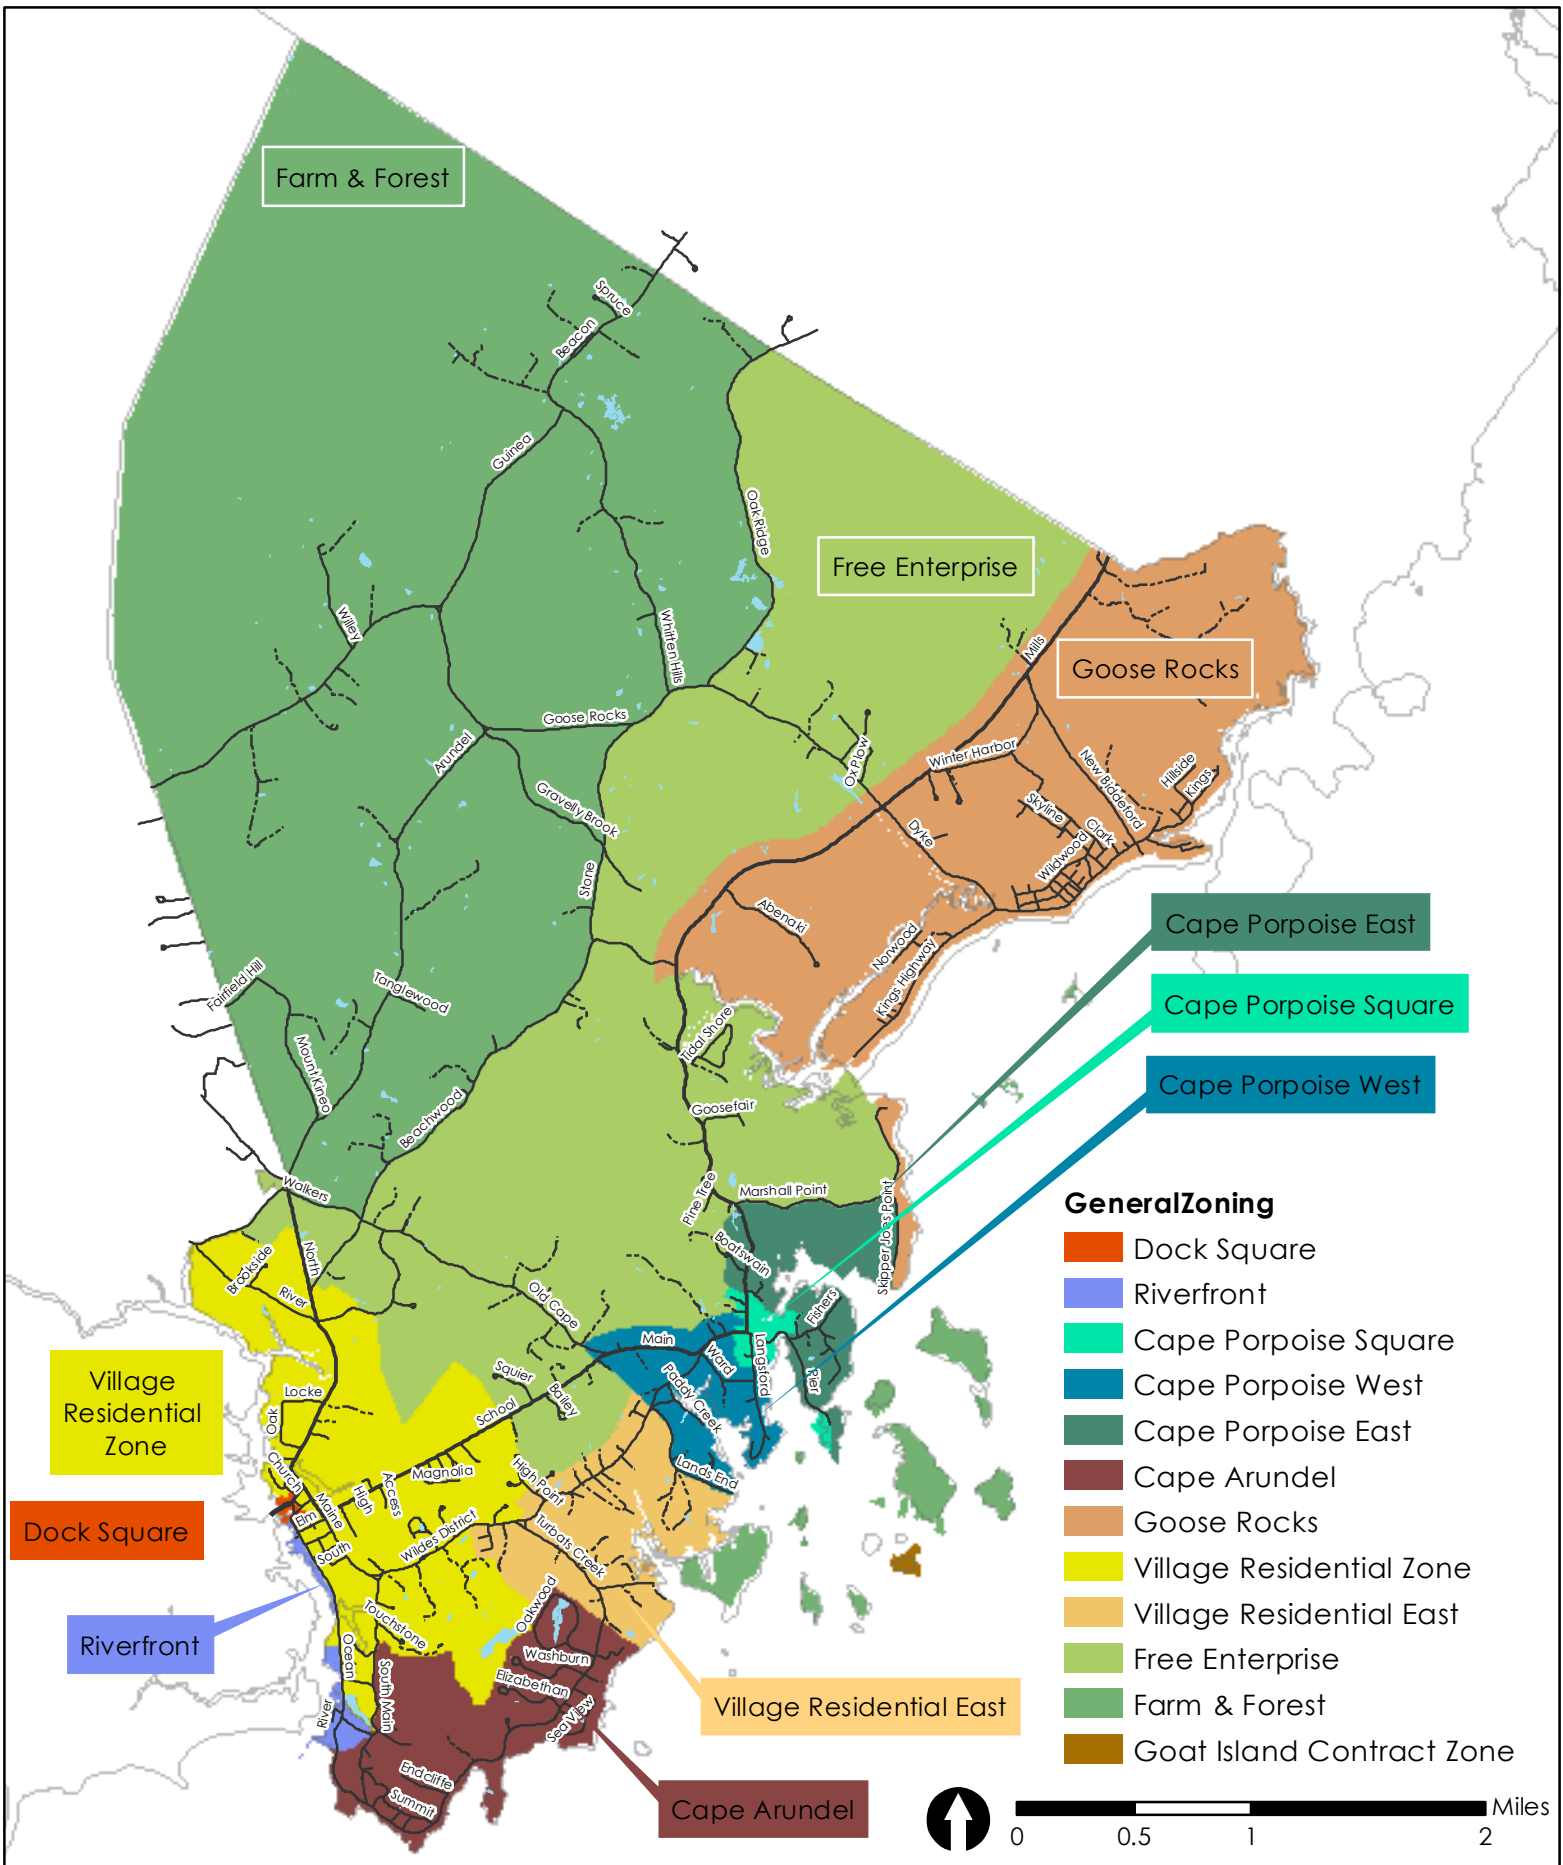 Farm & Forest
Spruce
Beacon
Guinea
Oak Ridge
Free Enterprise
Willey
Whitten Hills
Mills
Goose Rocks
Goose Rocks
Arundel
Ox Plow
Winter Harbor
New Biddeford
Hillside
Kings
Gravelly Brook
Skyline
Dyke
Clark
Wildwood
Stone
Abenaki
Cape Porpoise East
Norwood
Kings Highway
Fairfield Hill
Tanglewood
Cape Porpoise Square
Tidal Shore
Mount Kineo
Cape Porpoise West
Beachwood
Goosefair
Walkers
Pine Tree
Marshall Point
Skipper Joes Point
Boatswain
Brookside
North
River
Old Cape
Fishers
Main
Ward
Langsford
Pier
Village
Residential
Zone
Locke
Oak
Squier
Bailey
Paddy Creek
School
Church
Magnolia
Access
High
High Point
Lands End
Maine
Elm
Dock Square
South
Wildes District
Turbats Creek
Oakwood
Touchstone
Riverfront
Ocean
South Main
Washburn
Elizabethan
Sea View
River
Village Residential East
Endcliffe
Summit
Cape Arundel
GeneralZoning
Dock Square
Riverfront
Cape Porpoise Square
Cape Porpoise West
Cape Porpoise East
Cape Arundel
Goose Rocks
Village Residential Zone
Village Residential East
Free Enterprise
Farm & Forest
Goat Island Contract Zone
Miles
0 0.5 1 2